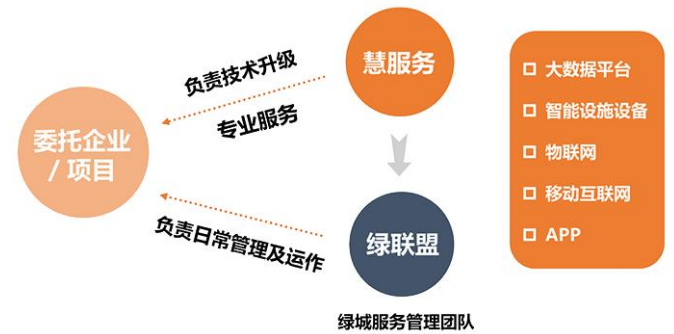 慧服务
负责技术升级
专业服务
委托企业
/ 项目
负责日常管理及运作
绿联盟
绿城服务管理团队
大数据平台
智能设施设备
物联网
移动互联网
APP